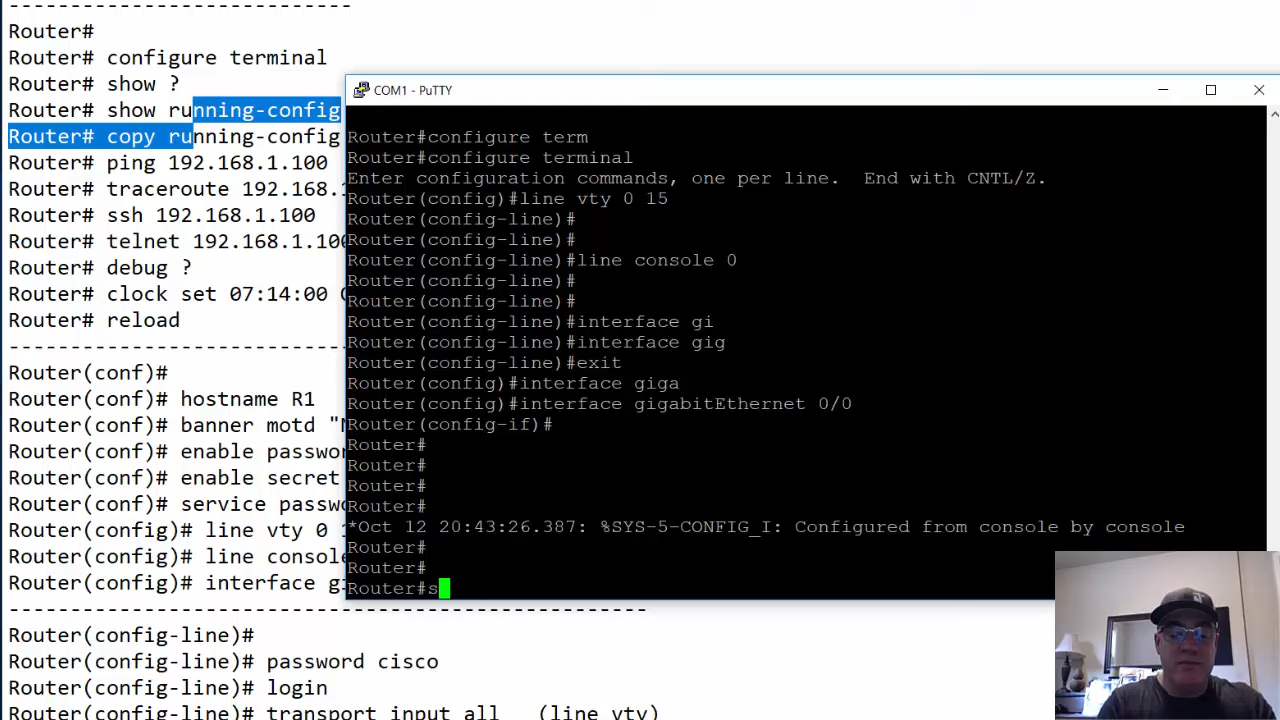 Router#
Router# configure terminal
Router# show ?
Router# show running-config
Router# copy running-config
Router# ping 192.168.1.100
Router# traceroute 192.168.1
Router# ssh 192.168.1.100
Router# telnet 192.168.1.100
Router# debug ?
Router# clock set 07:14:00
Router# reload
Router(conf)#
Router(conf)# hostname R1
Router(conf)# banner motd "
Router(conf)# enable passwo
Router(conf)# enable secret
Router(conf)# service passw
Router(config)# line vty 0
Router(config)# line consol
Router(config)# interface gi
Router(config-line)#
Router(config-line)# password cisco
Router(config-line)# login
Router(config-line)# transport input all (line vty)
COM1 - PuTTY
Router#configure term
Router#configure terminal
Enter configuration commands, one per line. End with CNTL/Z.
Router(config)#line vty 0 15
Router(config-line)#
Router(config-line)#
Router(config-line)#line console 0
Router(config-line)#
Router(config-line)#
Router(config-line)#interface gi
Router(config-line)#interface gig
Router(config-line)#exit
Router(config)#interface giga
Router(config)#interface gigabitEthernet 0/0
Router(config-if)#
Router#
Router#
Router#
Router#
*Oct 12 20:43:26.387: %SYS-5-CONFIG_I: Configured from console by console
Router#
Router#
Router#s